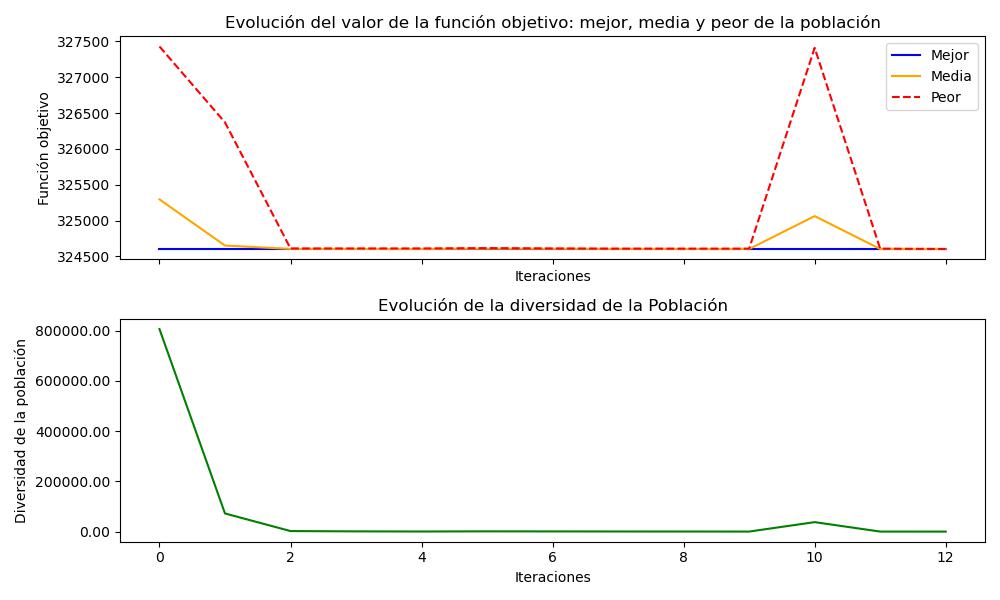 Evolución del valor de la función objetivo: mejor, media y peor de la población
327500
327000
326500
326000
325500
325000
324500
Función objetivo
Mejor
Media
Peor
Iteraciones
Evolución de la diversidad de la Población
800000.00
600000.00
400000.00
200000.00
0.00
Diversidad de la población
0 2 4 6 8 10 12
Iteraciones